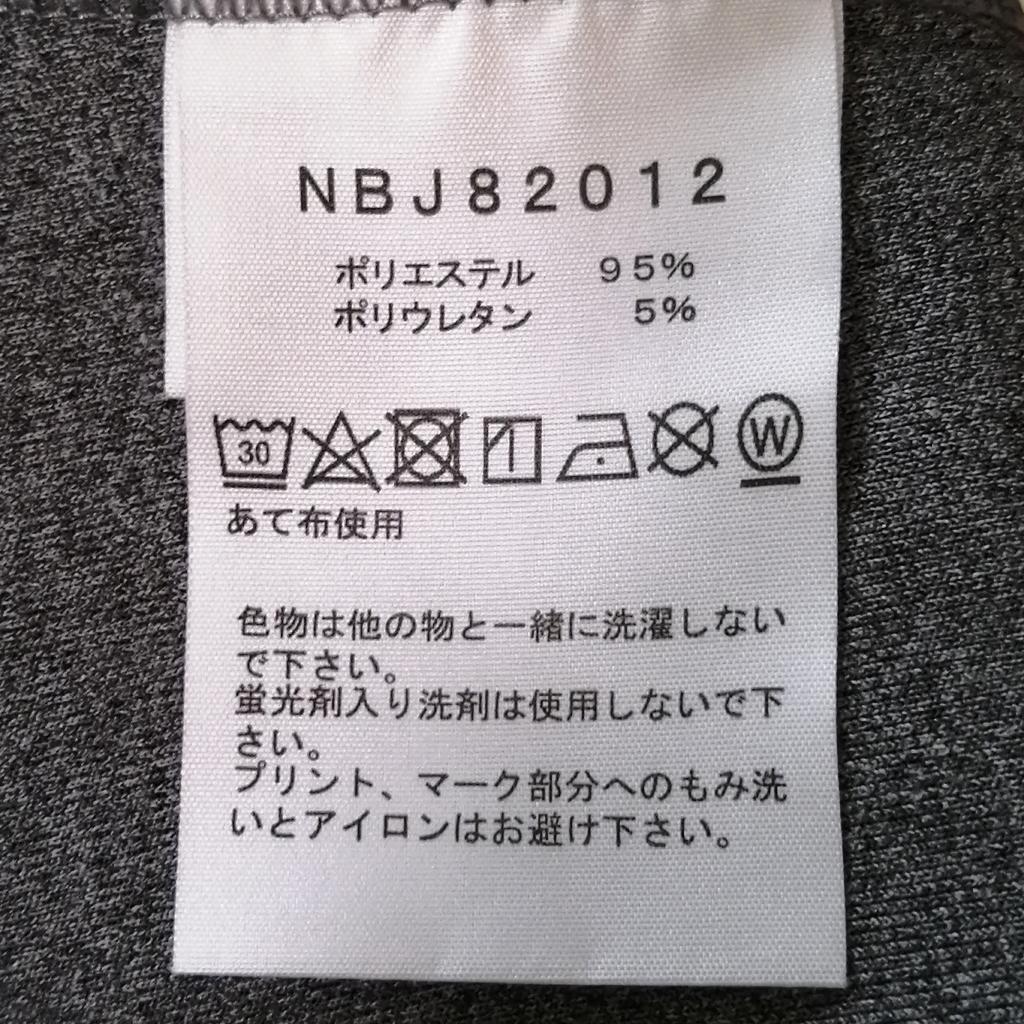 NBJ82012
ポリエステル 95%
ポリウレタン 5%
30 W
あて布使用
色物は他の物と一緒に洗濯しない
で下さい。
蛍光剤入り洗剤は使用しないで下
さい。
プリント、マーク部分へのもみ洗
いとアイロンはお避け下さい。